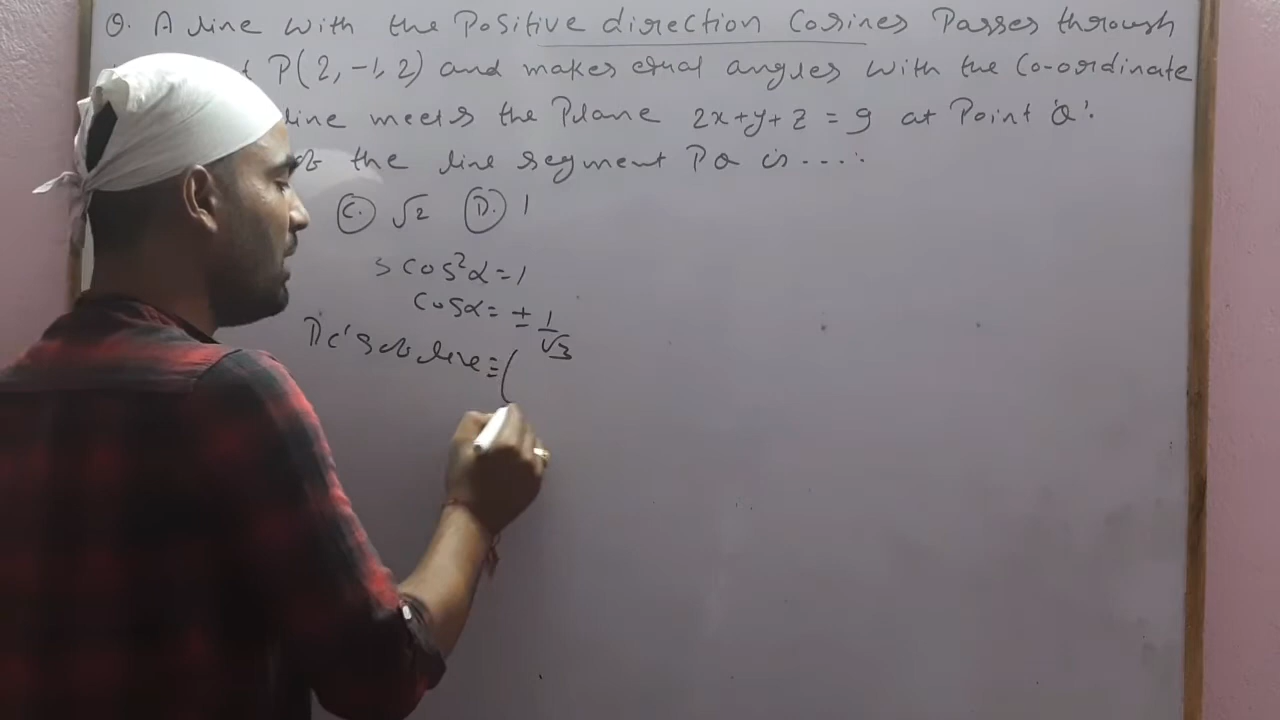 Q. A line with the Positive direction Cosines Passes through
P(2, -1, 2) and makes equal angles with the Co-ordinate
line meets the Plane 2x+y+z=9 at Point 'Q'.
the line segment PQ is ....
C. √2 D. 1
3 cos²α=1
Cosα= ± 1/√3
Dc's of line = (